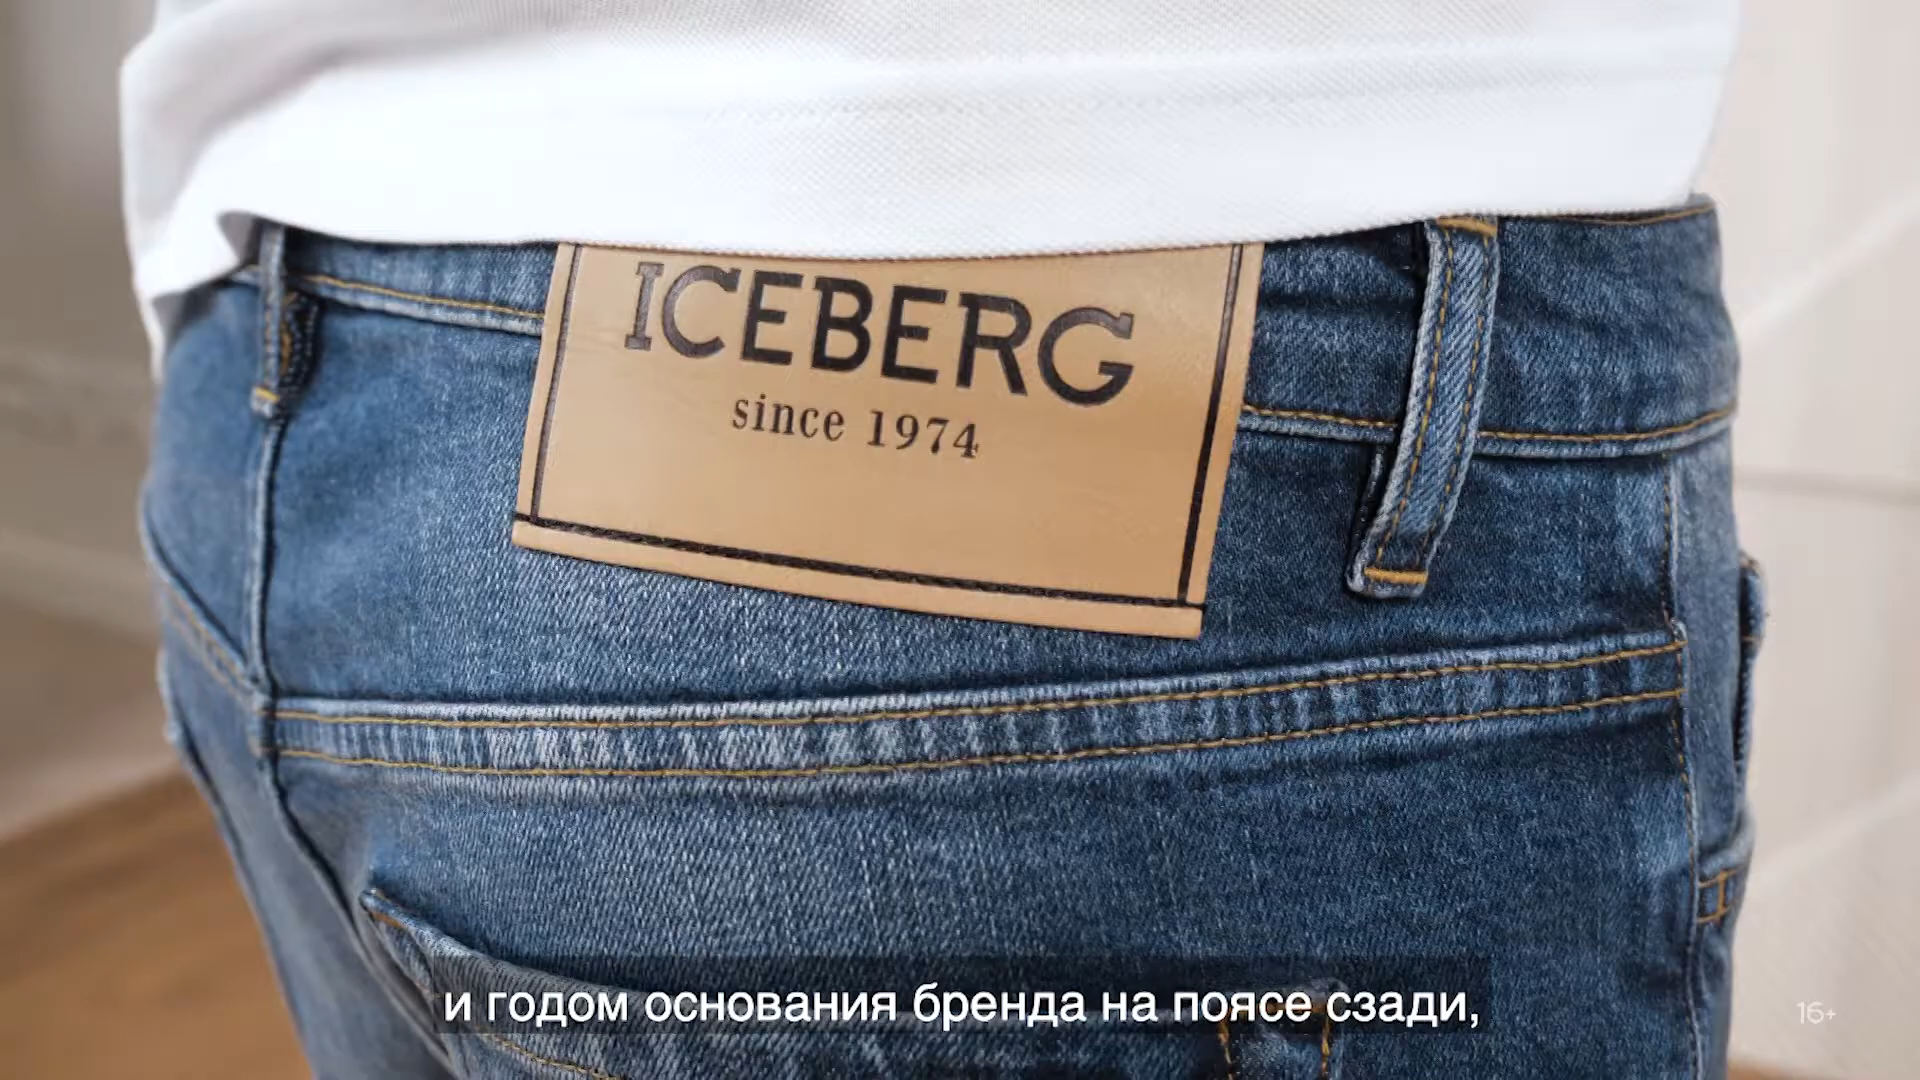 ICEBERG
since 1974
и годом основания бренда на поясе сзади,
16+